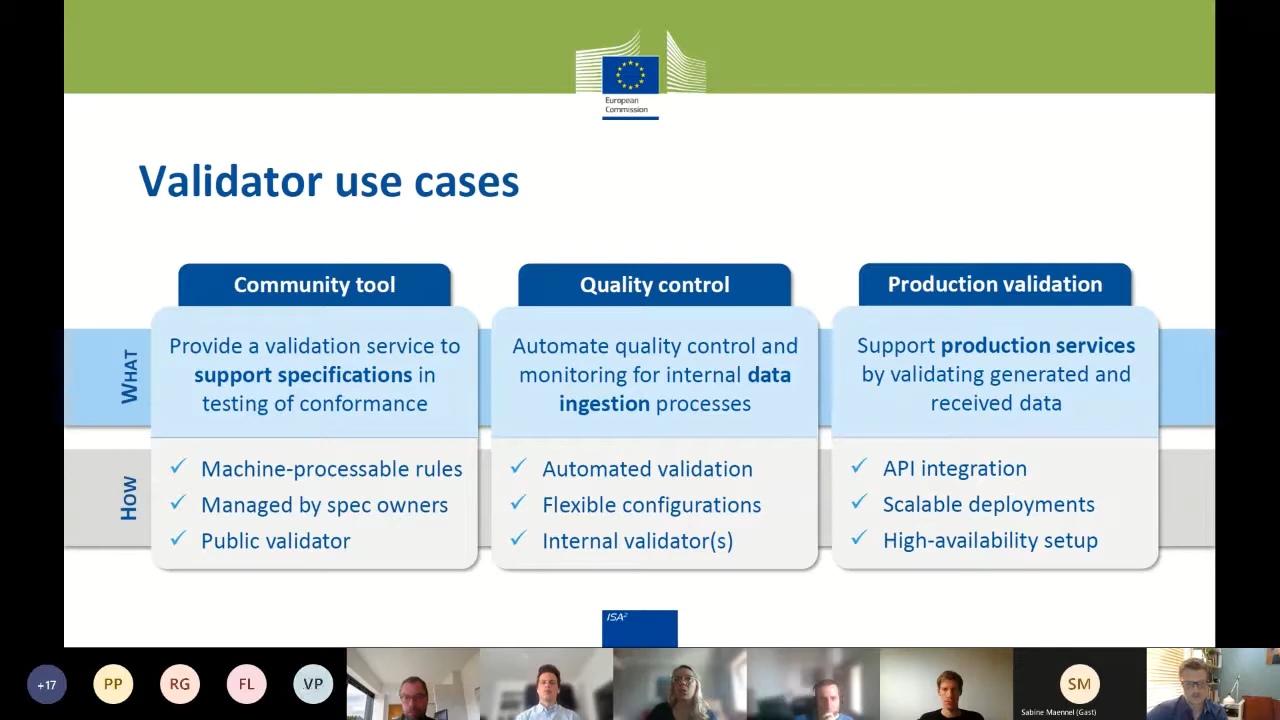 European
Commission
Validator use cases
WHAT
HOW
Community tool
Provide a validation service to
support specifications in
testing of conformance
✓ Machine-processable rules
✓ Managed by spec owners
✓ Public validator
Quality control
Automate quality control and
monitoring for internal data
ingestion processes
✓ Automated validation
✓ Flexible configurations
✓ Internal validator(s)
Production validation
Support production services
by validating generated and
received data
✓ API integration
✓ Scalable deployments
✓ High-availability setup
ISA²
+17
PP
RG
FL
VP
SM
Sabine Maennel (Gast)